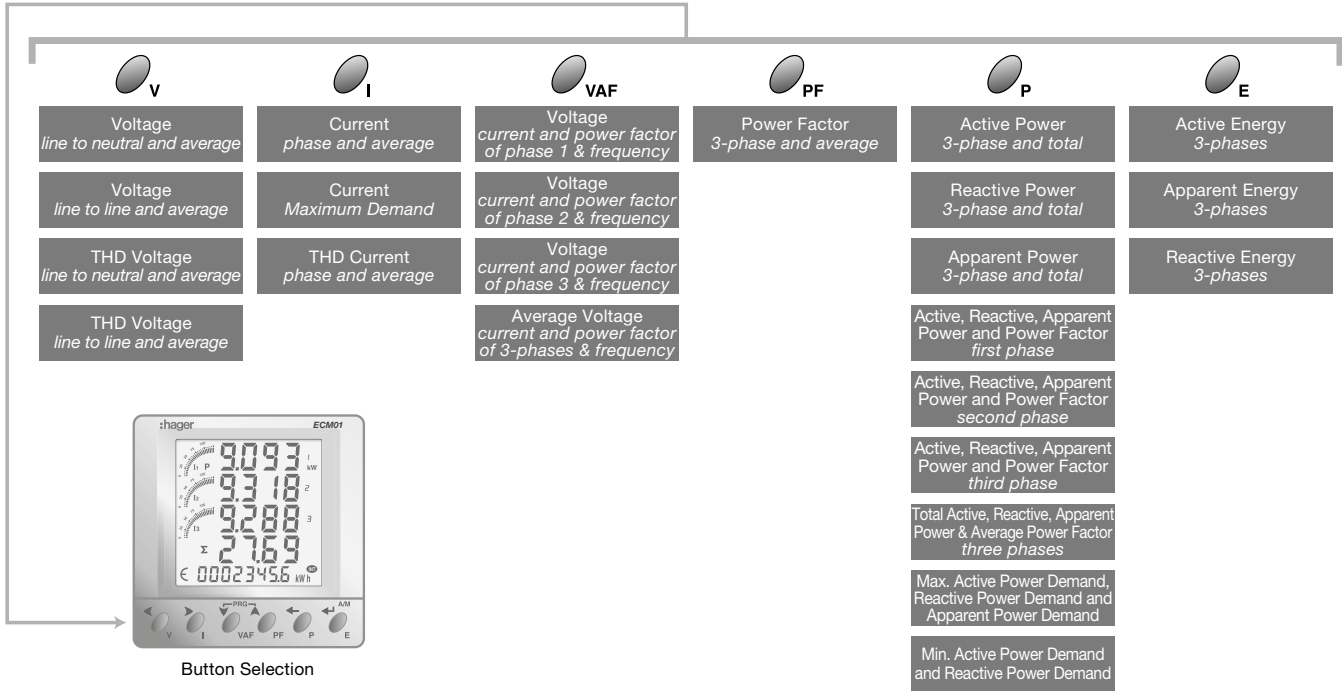 V
I
VAF
PF
P
E
Voltage
line to neutral and average
Voltage
line to line and average
THD Voltage
line to neutral and average
THD Voltage
line to line and average
Current
phase and average
Current
Maximum Demand
THD Current
phase and average
Voltage
current and power factor
of phase 1 & frequency
Voltage
current and power factor
of phase 2 & frequency
Voltage
current and power factor
of phase 3 & frequency
Average Voltage
current and power factor
of 3-phases & frequency
Power Factor
3-phase and average
Active Power
3-phase and total
Reactive Power
3-phase and total
Apparent Power
3-phase and total
Active, Reactive, Apparent
Power and Power Factor
first phase
Active, Reactive, Apparent
Power and Power Factor
second phase
Active, Reactive, Apparent
Power and Power Factor
third phase
Total Active, Reactive, Apparent
Power & Average Power Factor
three phases
Max. Active Power Demand,
Reactive Power Demand and
Apparent Power Demand
Min. Active Power Demand
and Reactive Power Demand
Active Energy
3-phases
Apparent Energy
3-phases
Reactive Energy
3-phases
:hager ECM01
I1 P 9.093 1 kW
I2 9.318 2
I3 9.288 3
Σ 27.69
€ 0002345.6 kWh
PRG A/M
V I VAF PF P E
Button Selection